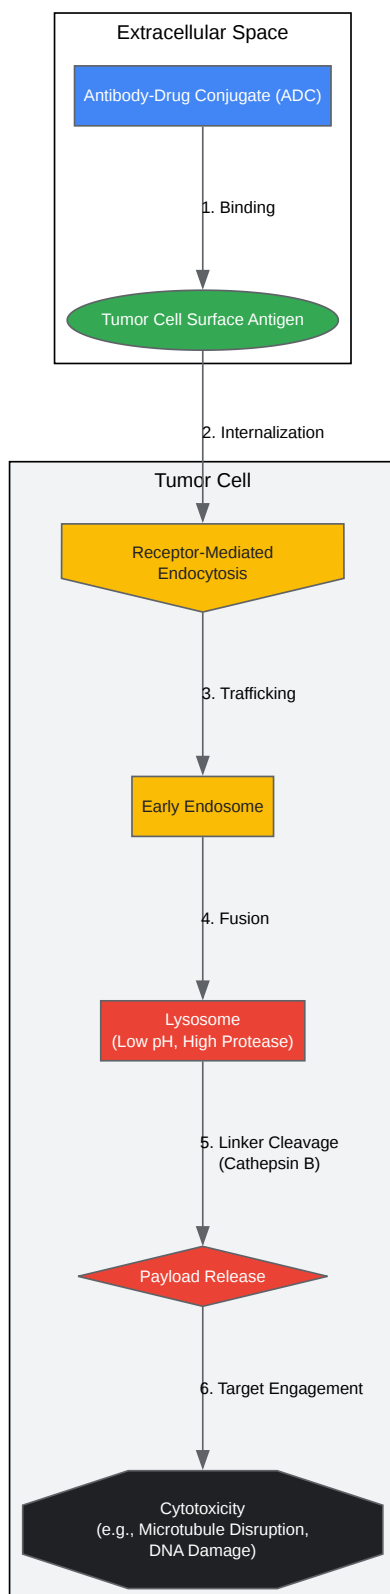 Extracellular Space
Antibody-Drug Conjugate (ADC)
1. Binding
Tumor Cell Surface Antigen
2. Internalization
Tumor Cell
Receptor-Mediated
Endocytosis
3. Trafficking
Early Endosome
4. Fusion
Lysosome
(Low pH, High Protease)
5. Linker Cleavage
(Cathepsin B)
Payload Release
6. Target Engagement
Cytotoxicity
(e.g., Microtubule Disruption,
DNA Damage)